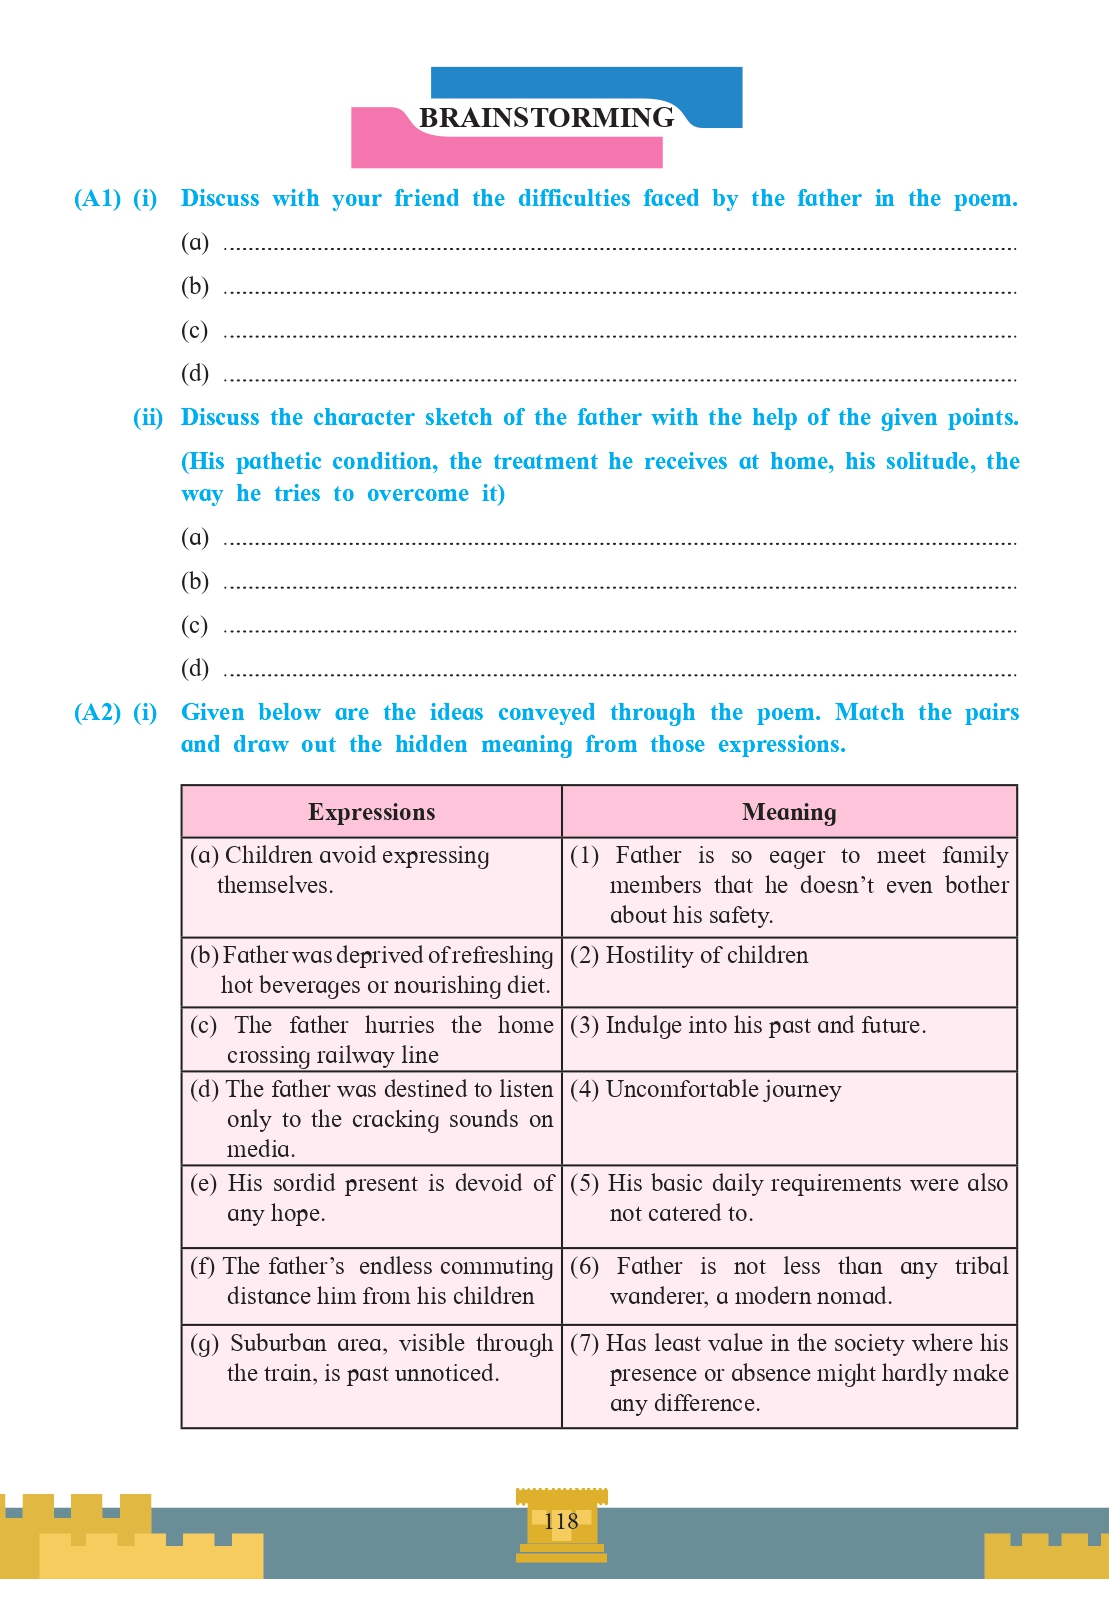 BRAINSTORMING
(A1) (i) Discuss with your friend the difficulties faced by the father in the poem.
(a) ..........
(b) ..........
(c) ..........
(d) ..........
(ii) Discuss the character sketch of the father with the help of the given points.
(His pathetic condition, the treatment he receives at home, his solitude, the
way he tries to overcome it)
(a) ..........
(b) ..........
(c) ..........
(d) ..........
(A2) (i) Given below are the ideas conveyed through the poem. Match the pairs
and draw out the hidden meaning from those expressions.
Expressions
Meaning
(a) Children avoid expressing
themselves.
(1) Father is so eager to meet family
members that he doesn't even bother
about his safety.
(b) Father was deprived of refreshing
hot beverages or nourishing diet.
(2) Hostility of children
(c) The father hurries the home
crossing railway line
(3) Indulge into his past and future.
(d) The father was destined to listen
only to the cracking sounds on
media.
(4) Uncomfortable journey
(e) His sordid present is devoid of
any hope.
(5) His basic daily requirements were also
not catered to.
(f) The father's endless commuting
distance him from his children
(6) Father is not less than any tribal
wanderer, a modern nomad.
(g) Suburban area, visible through
the train, is past unnoticed.
(7) Has least value in the society where his
presence or absence might hardly make
any difference.
118